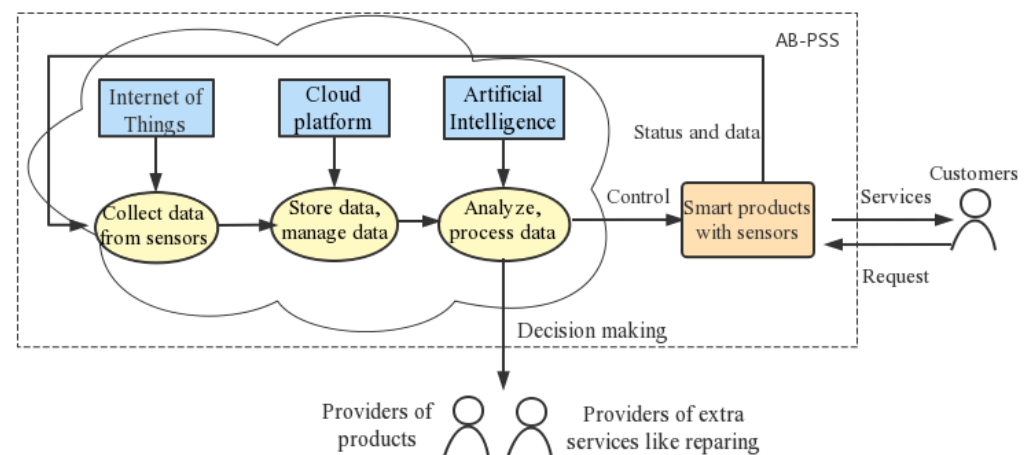 AB-PSS
Internet of
Things
Cloud
platform
Artificial
Intelligence
Status and data
Customers
Collect data
from sensors
Store data,
manage data
Analyze,
process data
Control
Smart products
with sensors
Services
Request
Decision making
Providers of
products
Providers of extra
services like reparing